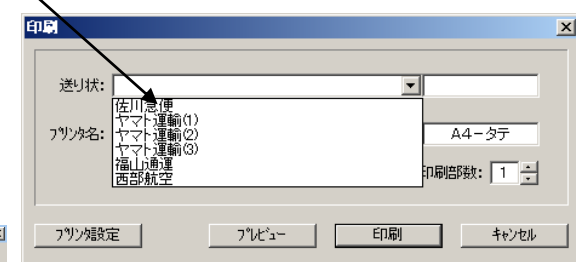 印刷
送り状:
佐川急便
ヤマト運輸(1)
ヤマト運輸(2)
ヤマト運輸(3)
福山通運
西部航空
プリンタ名:
A4-タテ
印刷部数: 1
プリンタ設定 プレビュー 印刷 キャンセル